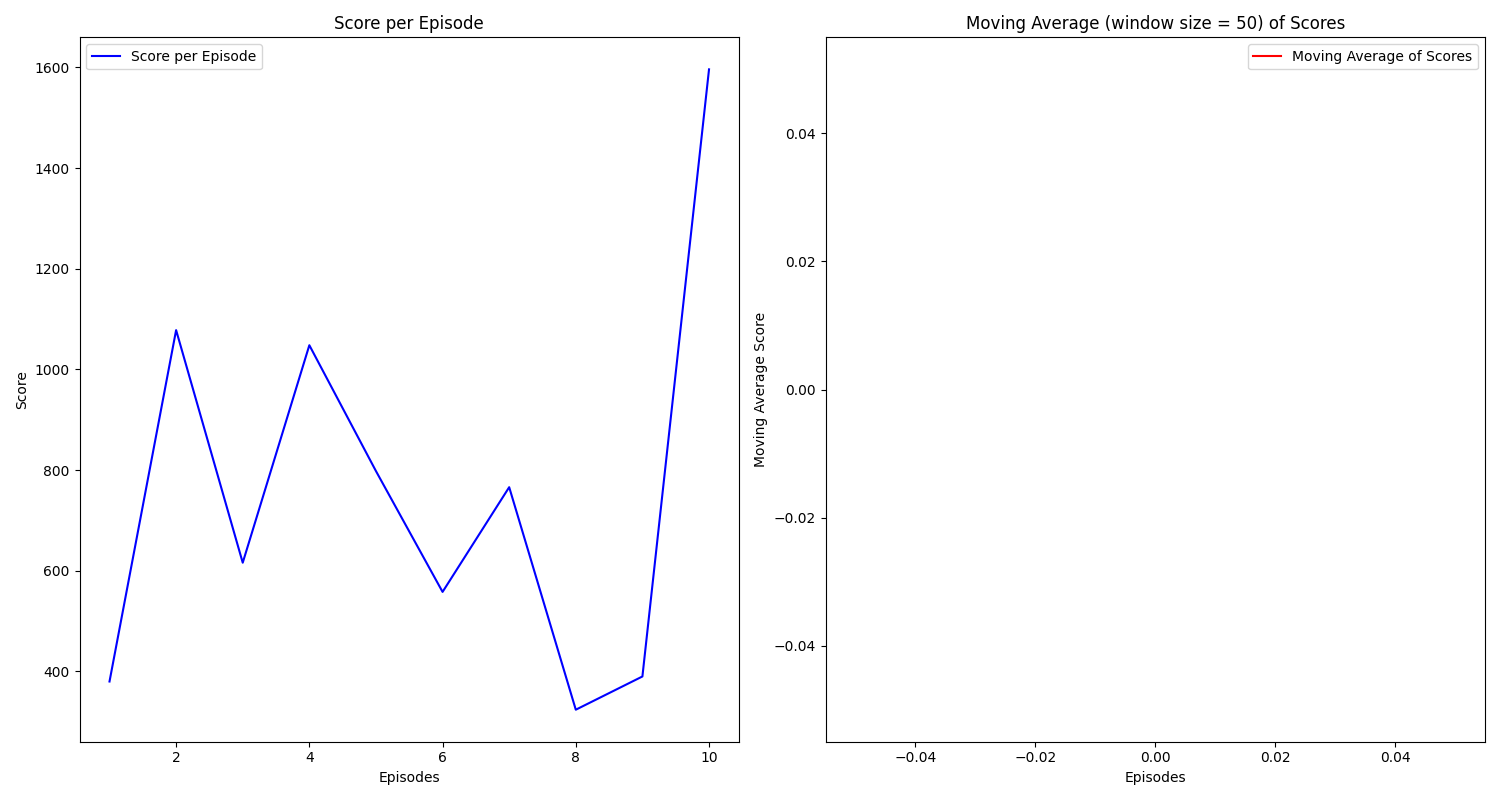 Score per Episode
Score per Episode
1600
1400
1200
1000
800
600
400
Score
2
4
6
8
10
Episodes
Moving Average (window size = 50) of Scores
Moving Average of Scores
0.04
0.02
0.00
−0.02
−0.04
Moving Average Score
−0.04
−0.02
0.00
0.02
0.04
Episodes